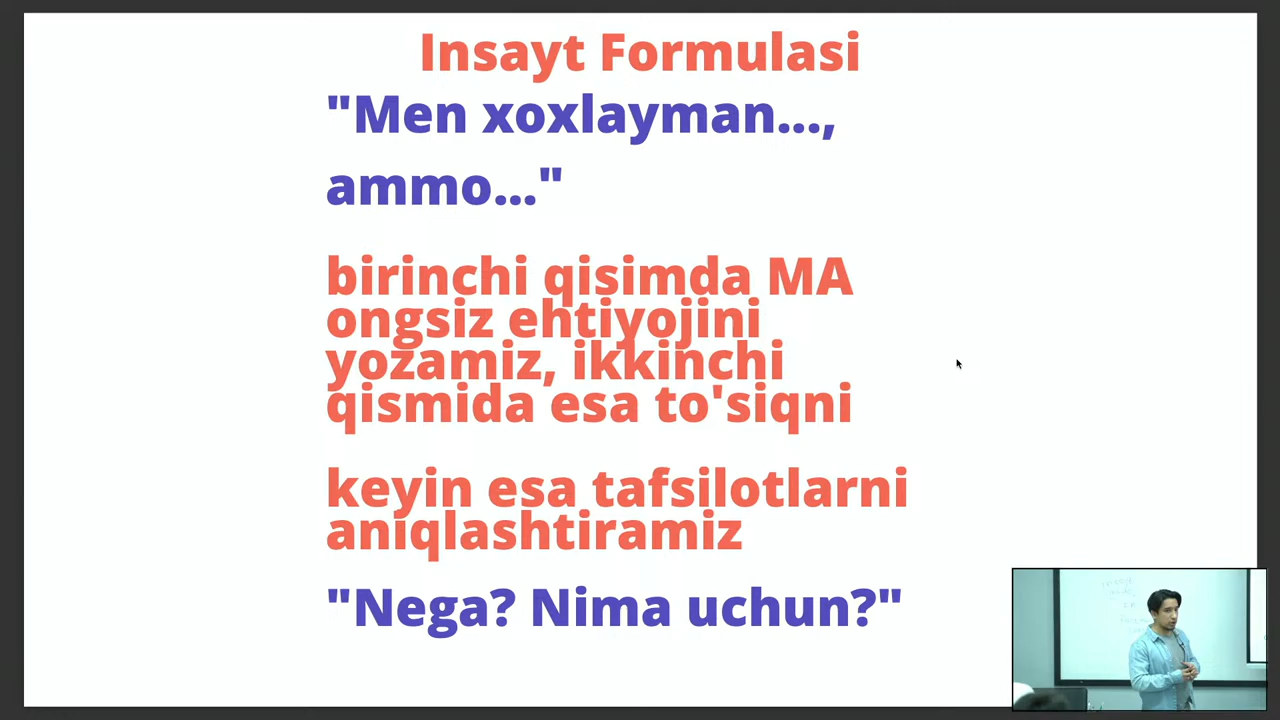 Insayt Formulasi
"Men xoxlayman...,
ammo..."
birinchi qisimda MA
ongsiz ehtiyojini
yozamiz, ikkinchi
qismida esa to'siqni
keyin esa tafsilotlarni
aniqlashtiramiz
"Nega? Nima uchun?"